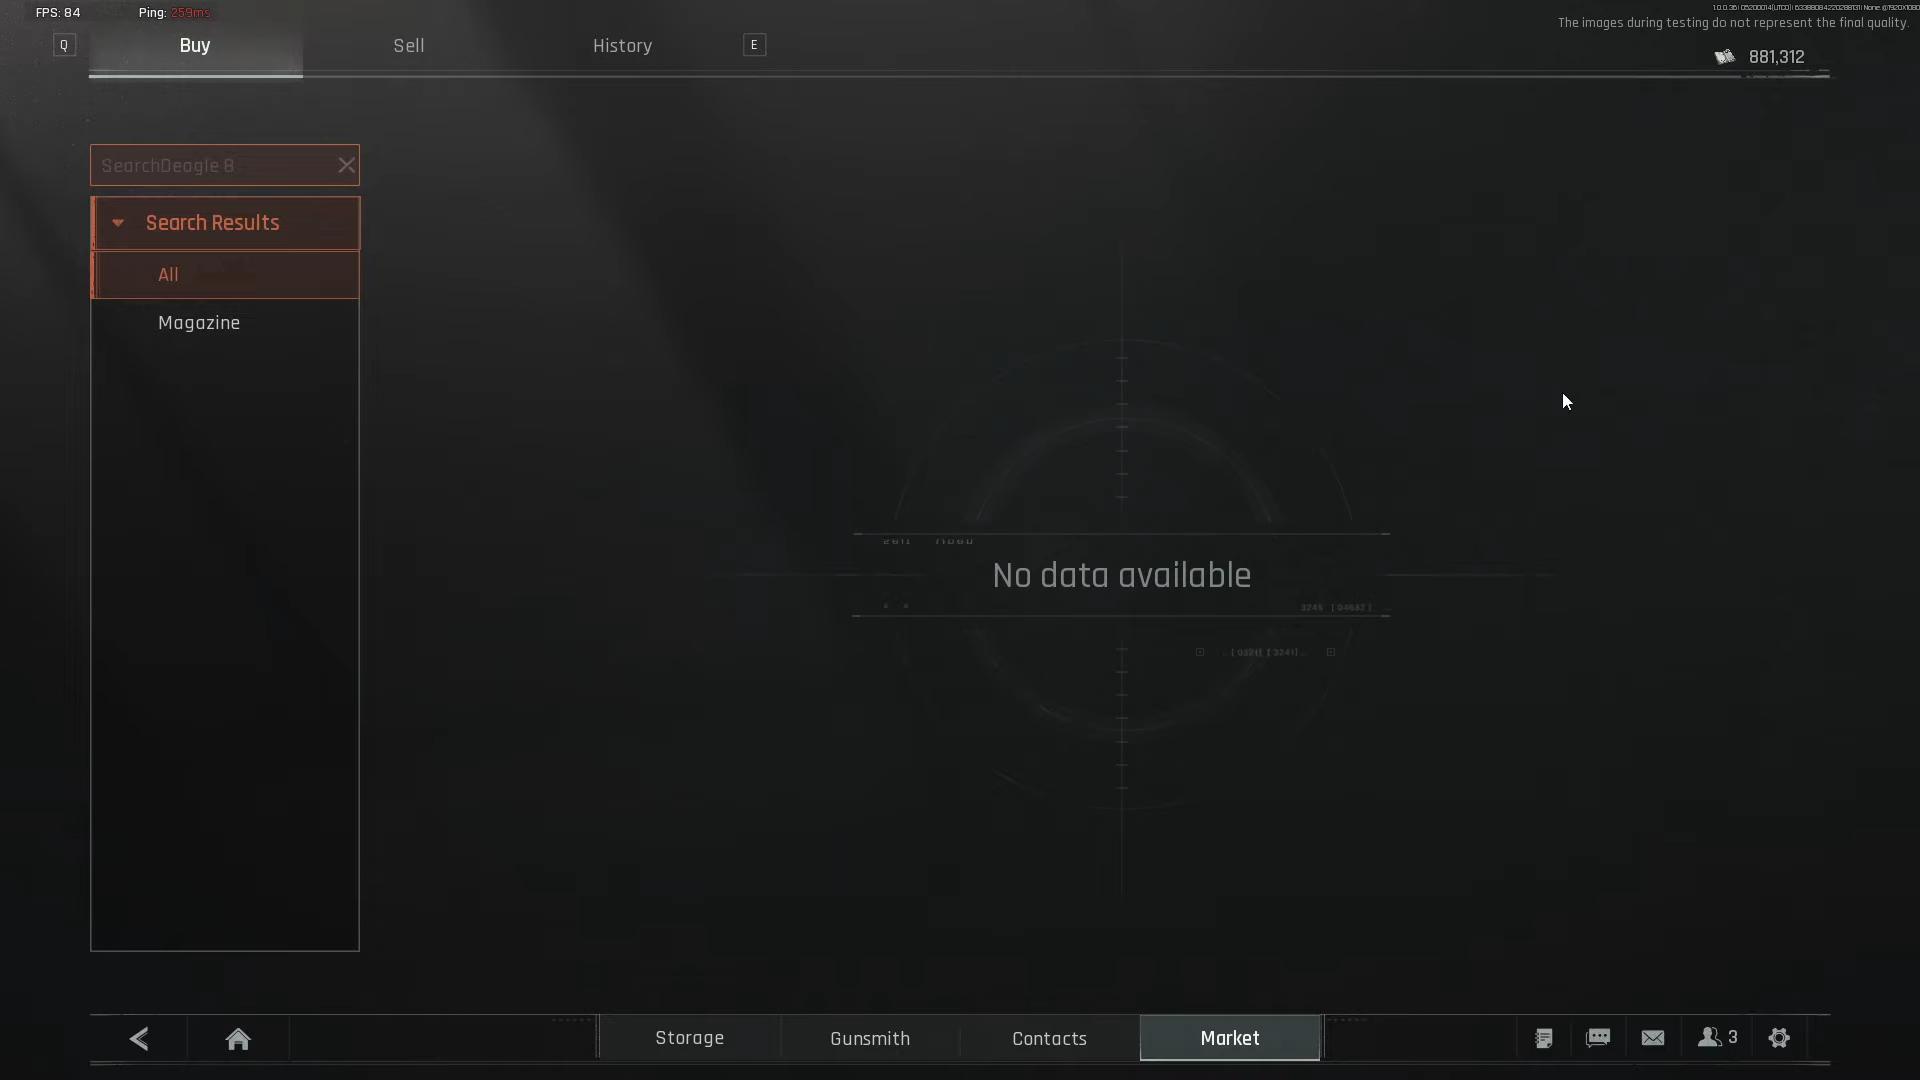 FPS: 84 Ping: 259ms
The images during testing do not represent the final quality.
Q Buy Sell History E
881,312
SearchDeagle 8
Search Results
All
Magazine
No data available
Storage Gunsmith Contacts Market
3